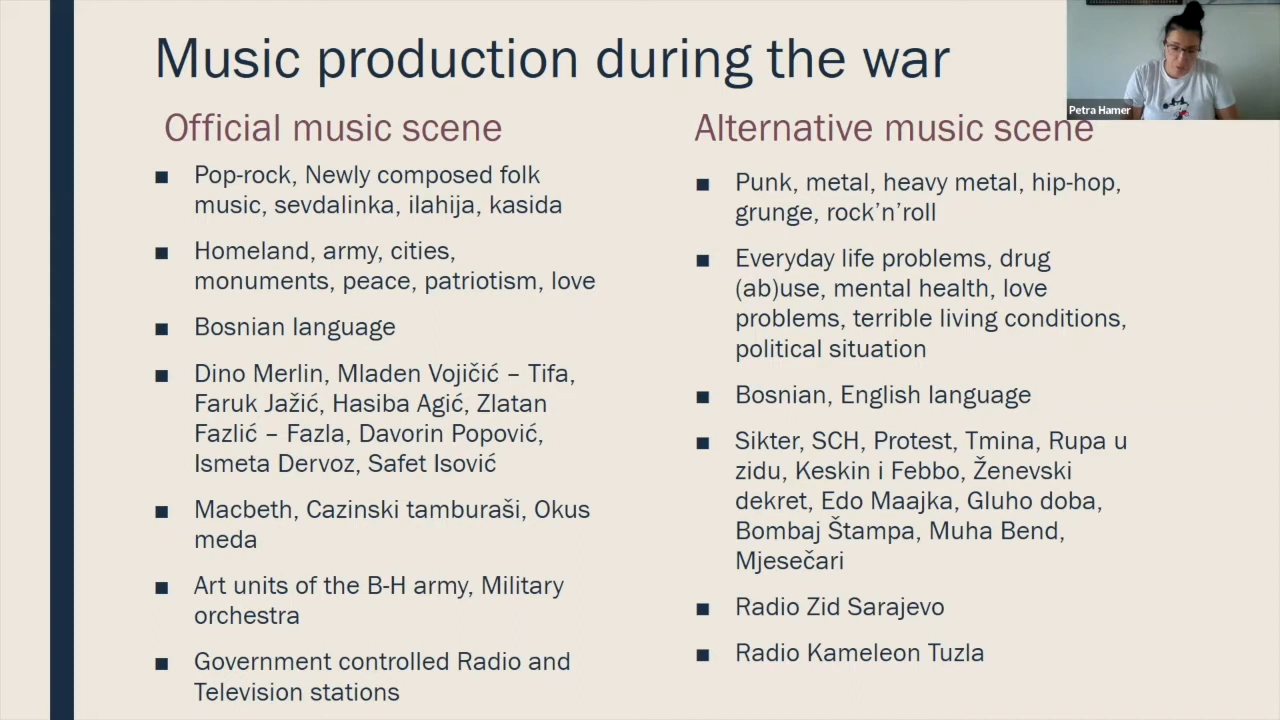 Music production during the war
Petra Hamer
Official music scene
■ Pop-rock, Newly composed folk
music, sevdalinka, ilahija, kasida
■ Homeland, army, cities,
monuments, peace, patriotism, love
■ Bosnian language
■ Dino Merlin, Mladen Vojičić – Tifa,
Faruk Jažić, Hasiba Agić, Zlatan
Fazlić – Fazla, Davorin Popović,
Ismeta Dervoz, Safet Isović
■ Macbeth, Cazinski tamburaši, Okus
meda
■ Art units of the B-H army, Military
orchestra
■ Government controlled Radio and
Television stations
Alternative music scene
■ Punk, metal, heavy metal, hip-hop,
grunge, rock’n’roll
■ Everyday life problems, drug
(ab)use, mental health, love
problems, terrible living conditions,
political situation
■ Bosnian, English language
■ Sikter, SCH, Protest, Tmina, Rupa u
zidu, Keskin i Febbo, Ženevski
dekret, Edo Maajka, Gluho doba,
Bombaj Štampa, Muha Bend,
Mjesečari
■ Radio Zid Sarajevo
■ Radio Kameleon Tuzla